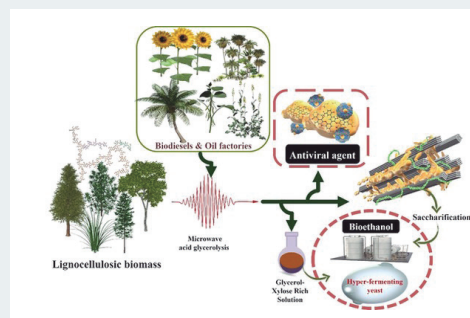 Biodiesels & Oil factories
Antiviral agent
Lignocellulosic biomass
Microwave
acid glycerolysis
Saccharification
Bioethanol
Glycerol-
Xylose Rich
Solution
Hyper-fermenting
yeast